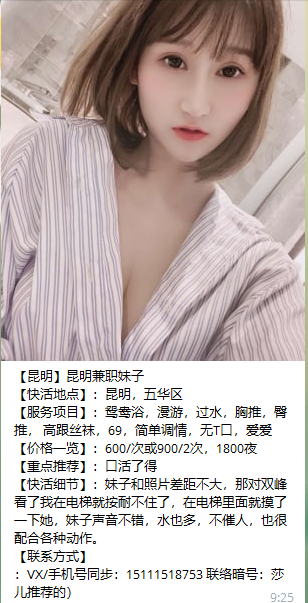 【昆明】昆明兼职妹子
【快活地点】：昆明，五华区
【服务项目】：鸳鸯浴，漫游，过水，胸推，臀
推， 高跟丝袜，69，简单调情，无T口，爱爱
【价格一览】：600/次或900/2次，1800夜
【重点推荐】：口活了得
【快活细节】：妹子和照片差距不大，那对双峰
看了我在电梯就按耐不住了，在电梯里面就摸了
一下她，妹子声音不错，水也多，不催人，也很
配合各种动作。
【联系方式】
：VX/手机号同步：15111518753 联络暗号：莎
儿推荐的）
9:25